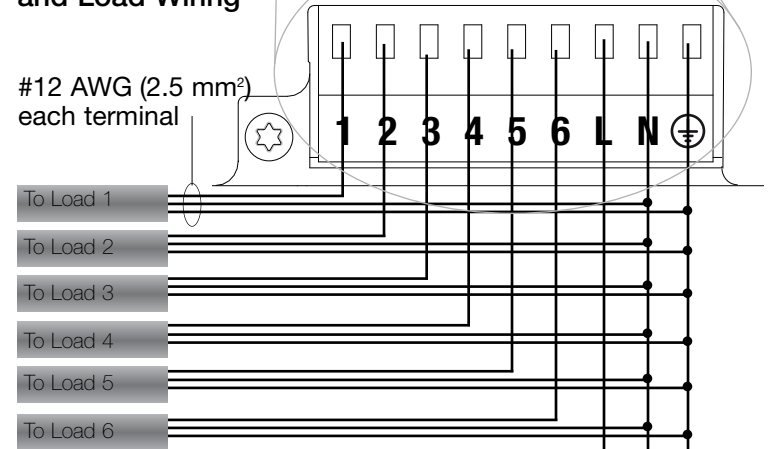 and Load Wiring
#12 AWG (2.5 mm²)
each terminal
1 2 3 4 5 6 L N
To Load 1
To Load 2
To Load 3
To Load 4
To Load 5
To Load 6